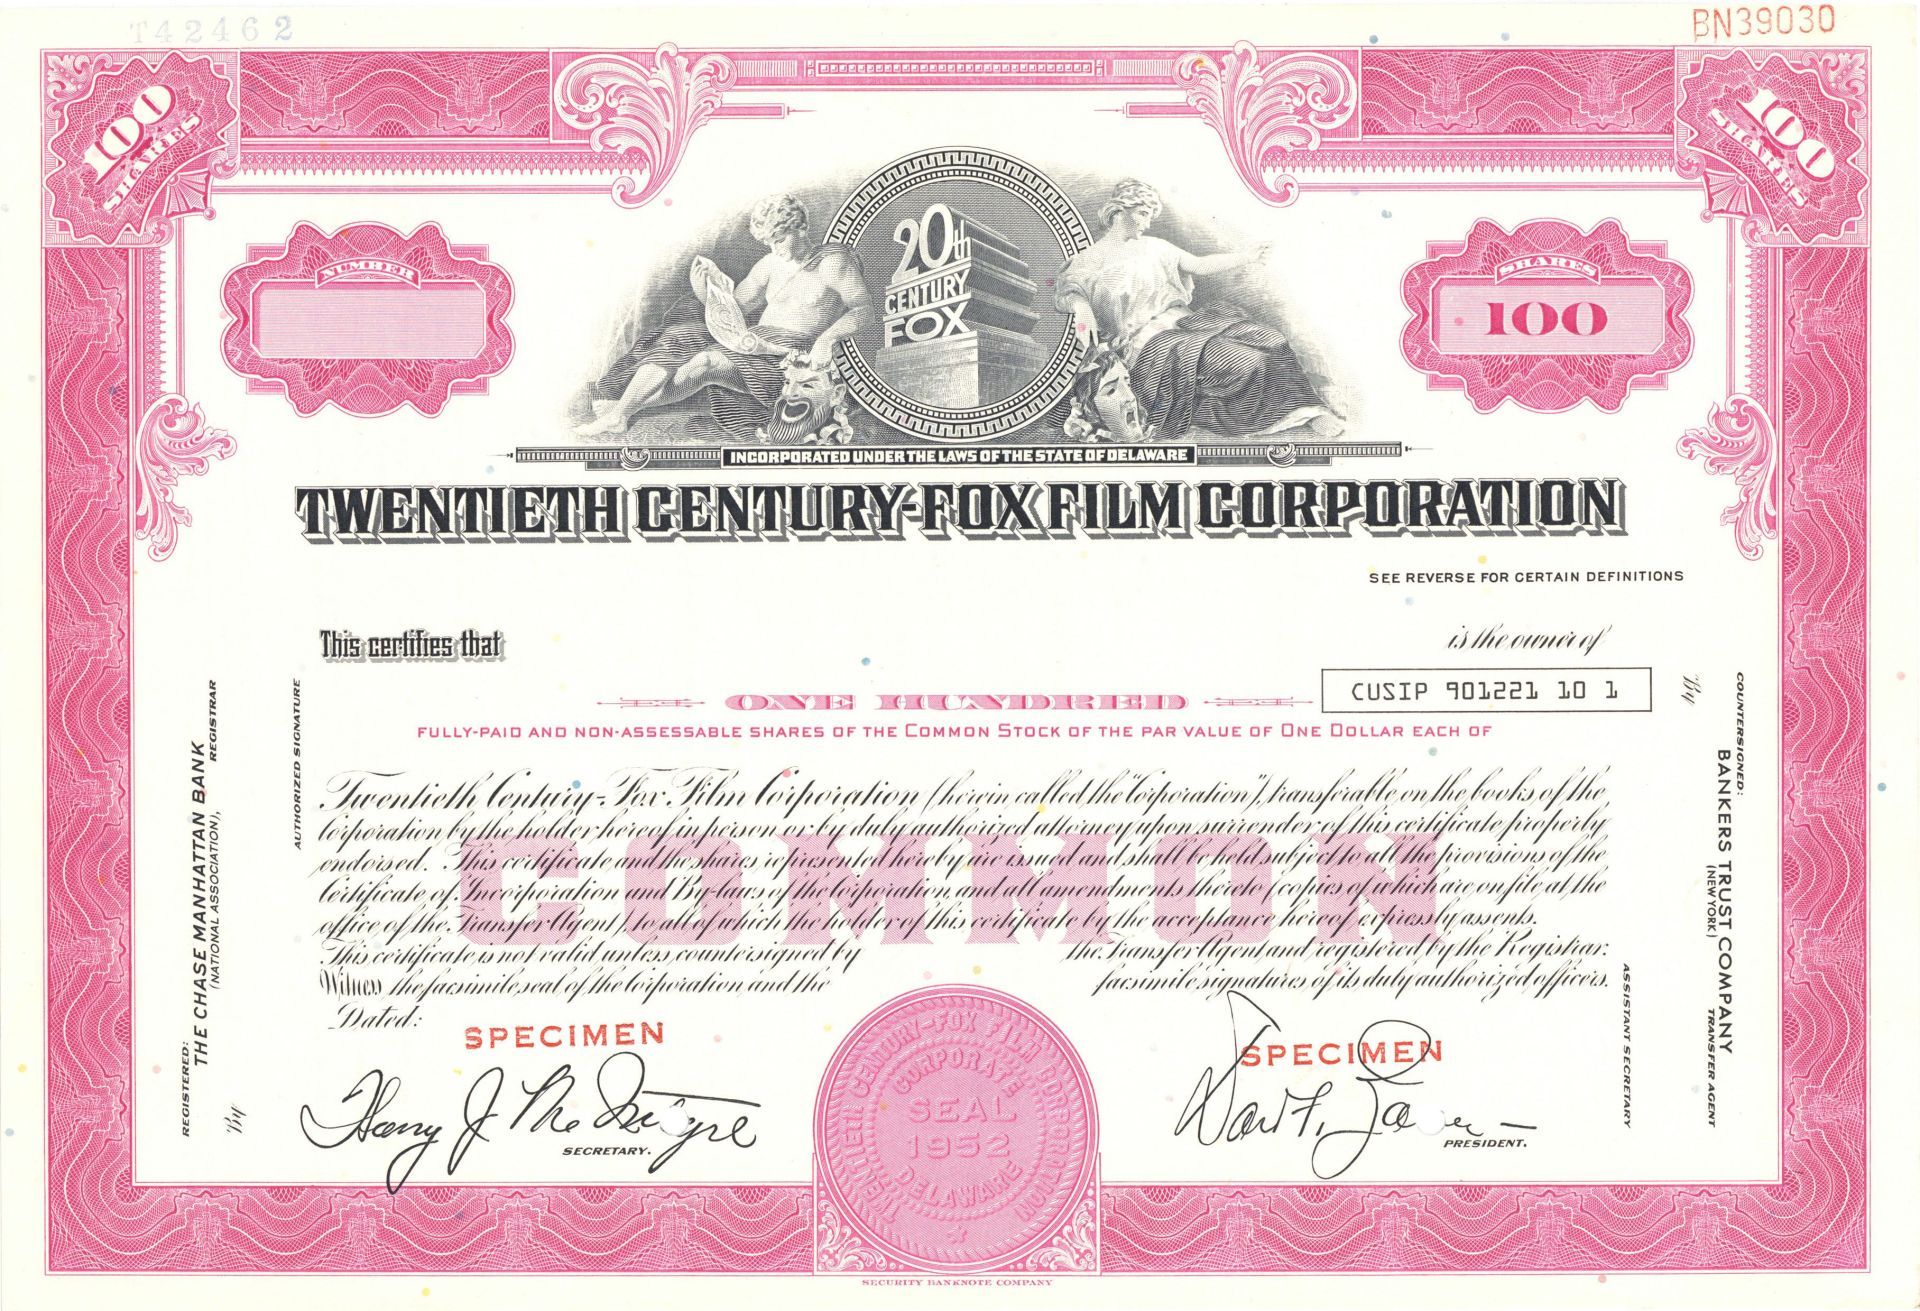 T42462
BN39030
100
SHARES
100
SHARES
20th
CENTURY
FOX
NUMBER
SHARES
100
INCORPORATED UNDER THE LAWS OF THE STATE OF DELAWARE
TWENTIETH CENTURY-FOX FILM CORPORATION
SEE REVERSE FOR CERTAIN DEFINITIONS
This certifies that
is the owner of
CUSIP 901221 10 1
ONE HUNDRED
FULLY-PAID AND NON-ASSESSABLE SHARES OF THE COMMON STOCK OF THE PAR VALUE OF ONE DOLLAR EACH OF
Twentieth Century-Fox Film Corporation (herein called the "Corporation"), transferable on the books of the
Corporation by the holder hereof in person or by duly authorized attorney upon surrender of this certificate properly
endorsed. This certificate and the shares represented hereby are issued and shall be held subject to all the provisions of the
Certificate of Incorporation and By-laws of the Corporation and all amendments thereto (copies of which are on file at the
office of the Transfer Agent), to all of which the holder of this certificate by the acceptance hereof expressly assents.
This certificate is not valid unless countersigned by the Transfer Agent and registered by the Registrar.
Witness the facsimile seal of the Corporation and the facsimile signatures of its duly authorized officers.
COMMON
Dated:
SPECIMEN
SPECIMEN
Harry J. McIntyre
SECRETARY.
PRESIDENT.
TWENTIETH CENTURY-FOX FILM CORPORATION
CORPORATE
SEAL
1952
DELAWARE
REGISTERED:
THE CHASE MANHATTAN BANK
(NATIONAL ASSOCIATION),
REGISTRAR
By
AUTHORIZED SIGNATURE
COUNTERSIGNED:
BANKERS TRUST COMPANY
(NEW YORK)
TRANSFER AGENT
By
ASSISTANT SECRETARY
SECURITY BANKNOTE COMPANY